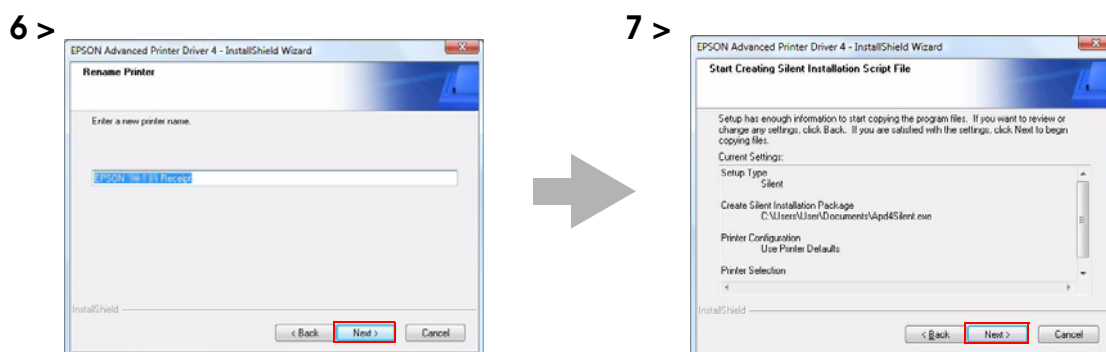 6 >
EPSON Advanced Printer Driver 4 - InstallShield Wizard
Rename Printer
Enter a new printer name.
EPSON Receipt
InstallShield
< Back Next > Cancel
7 >
EPSON Advanced Printer Driver 4 - InstallShield Wizard
Start Creating Silent Installation Script File
Setup has enough information to start copying the program files. If you want to review or
change any settings, click Back. If you are satisfied with the settings, click Next to begin
copying files.
Current Settings:
Setup Type
Silent
Create Silent Installation Package
C:\Users\User\Documents\Apd4Silent.exe
Printer Configuration
Use Printer Defaults
Printer Selection
InstallShield
< Back Next > Cancel